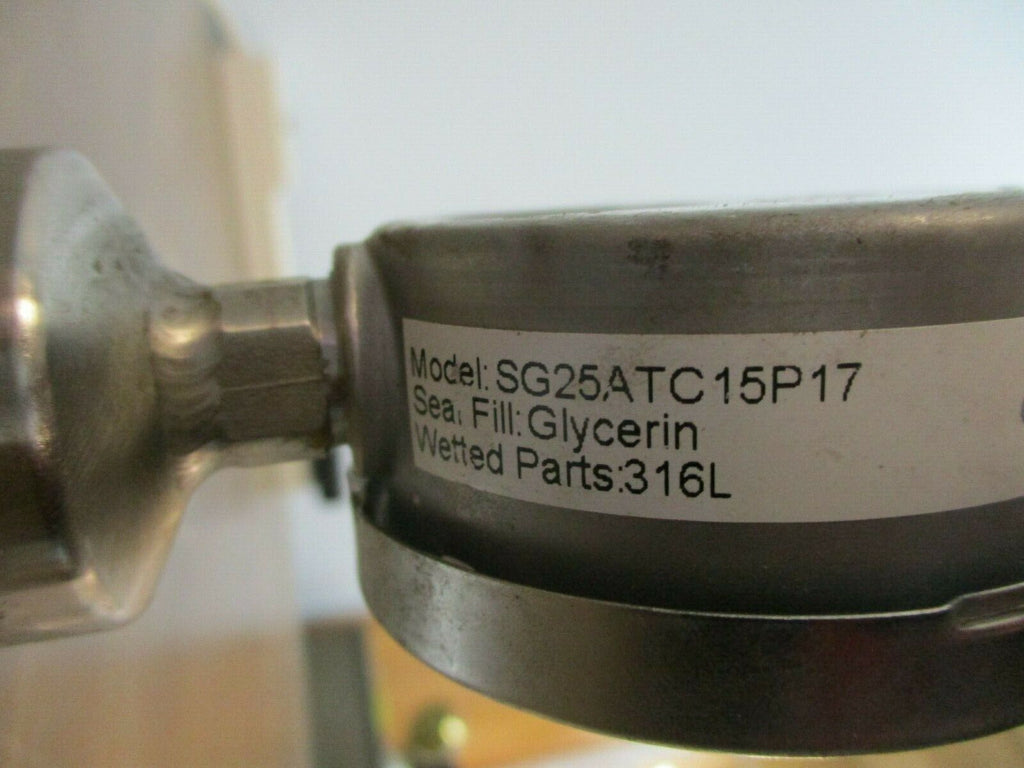 Model: SG25ATC15P17
Seal Fill: Glycerin
Wetted Parts:316L